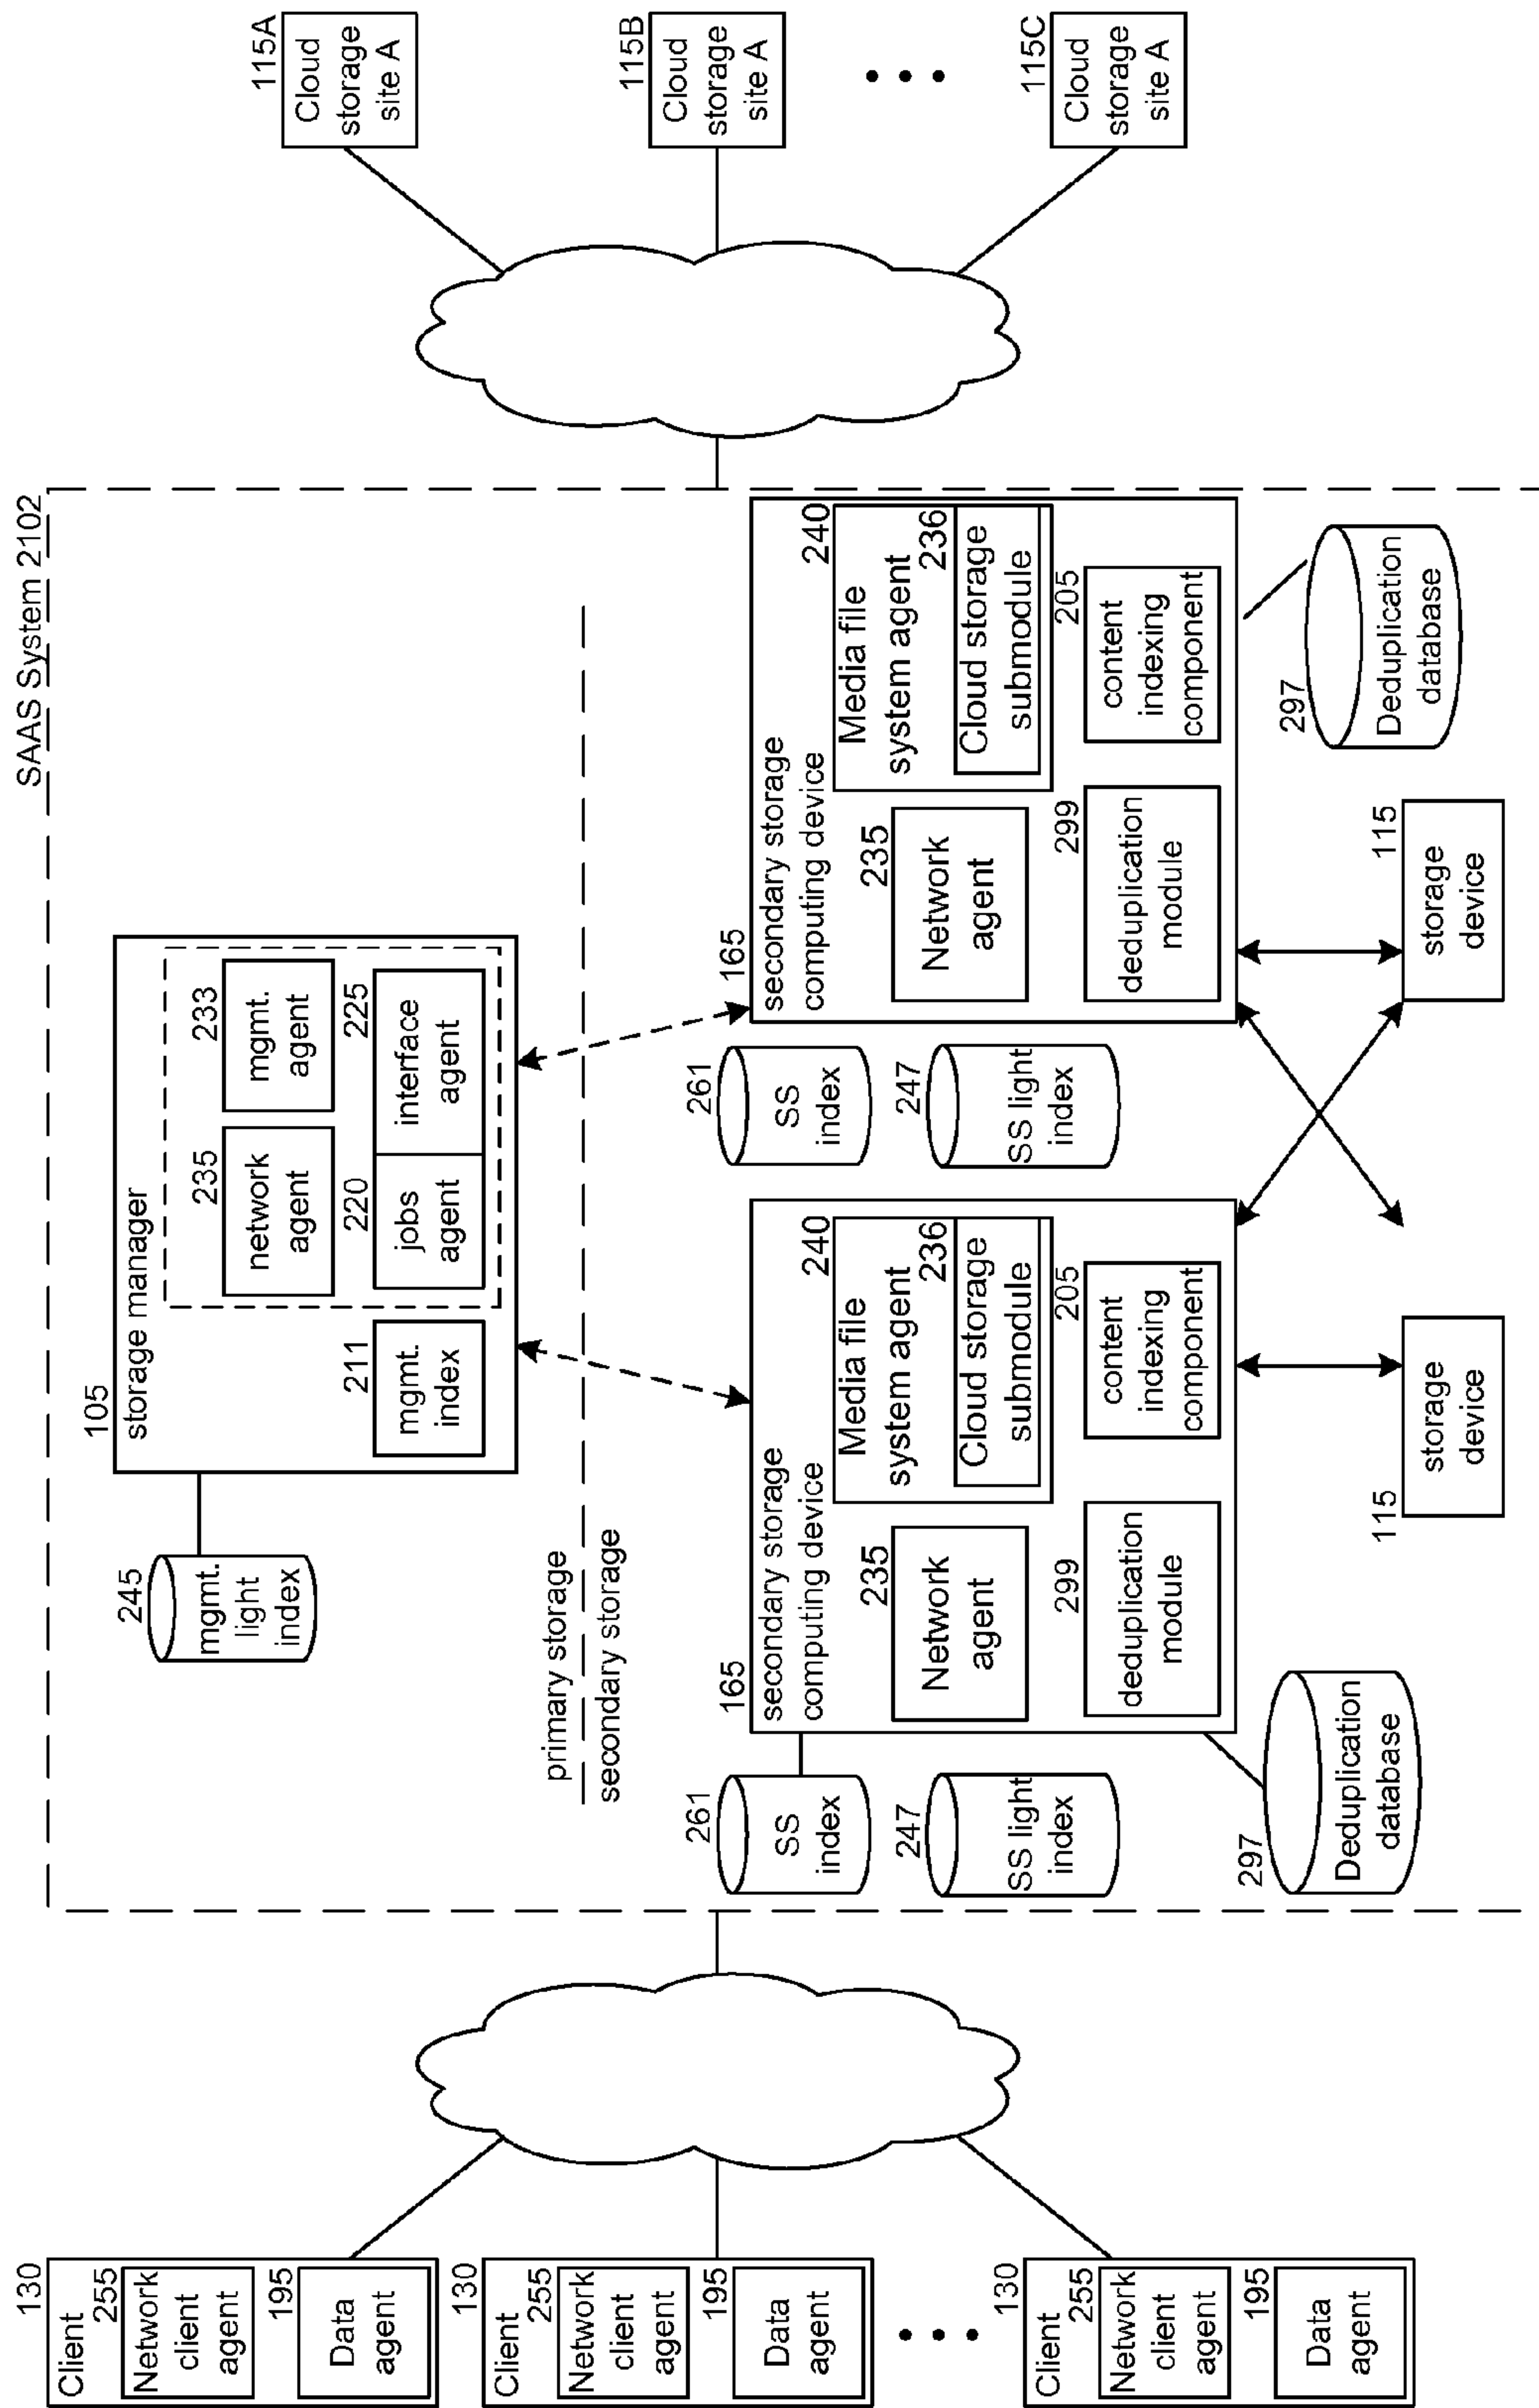 SAAS System 2102
130
Client
255
Network
client
agent
195
Data
agent
130
Client
255
Network
client
agent
195
Data
agent
130
Client
255
Network
client
agent
195
Data
agent
245
mgmt.
light
index
105
storage manager
211
mgmt.
index
235
network
agent
233
mgmt.
agent
220
jobs
agent
225
interface
agent
primary storage
secondary storage
261
SS
index
247
SS light
index
297
Deduplication
database
165
secondary storage
computing device
235
Network
agent
240
Media file
system agent
236
Cloud storage
submodule
299
deduplication
module
205
content
indexing
component
115
storage
device
261
SS
index
247
SS light
index
165
secondary storage
computing device
235
Network
agent
240
Media file
system agent
236
Cloud storage
submodule
299
deduplication
module
205
content
indexing
component
115
storage
device
297
Deduplication
database
115A
Cloud
storage
site A
115B
Cloud
storage
site A
115C
Cloud
storage
site A